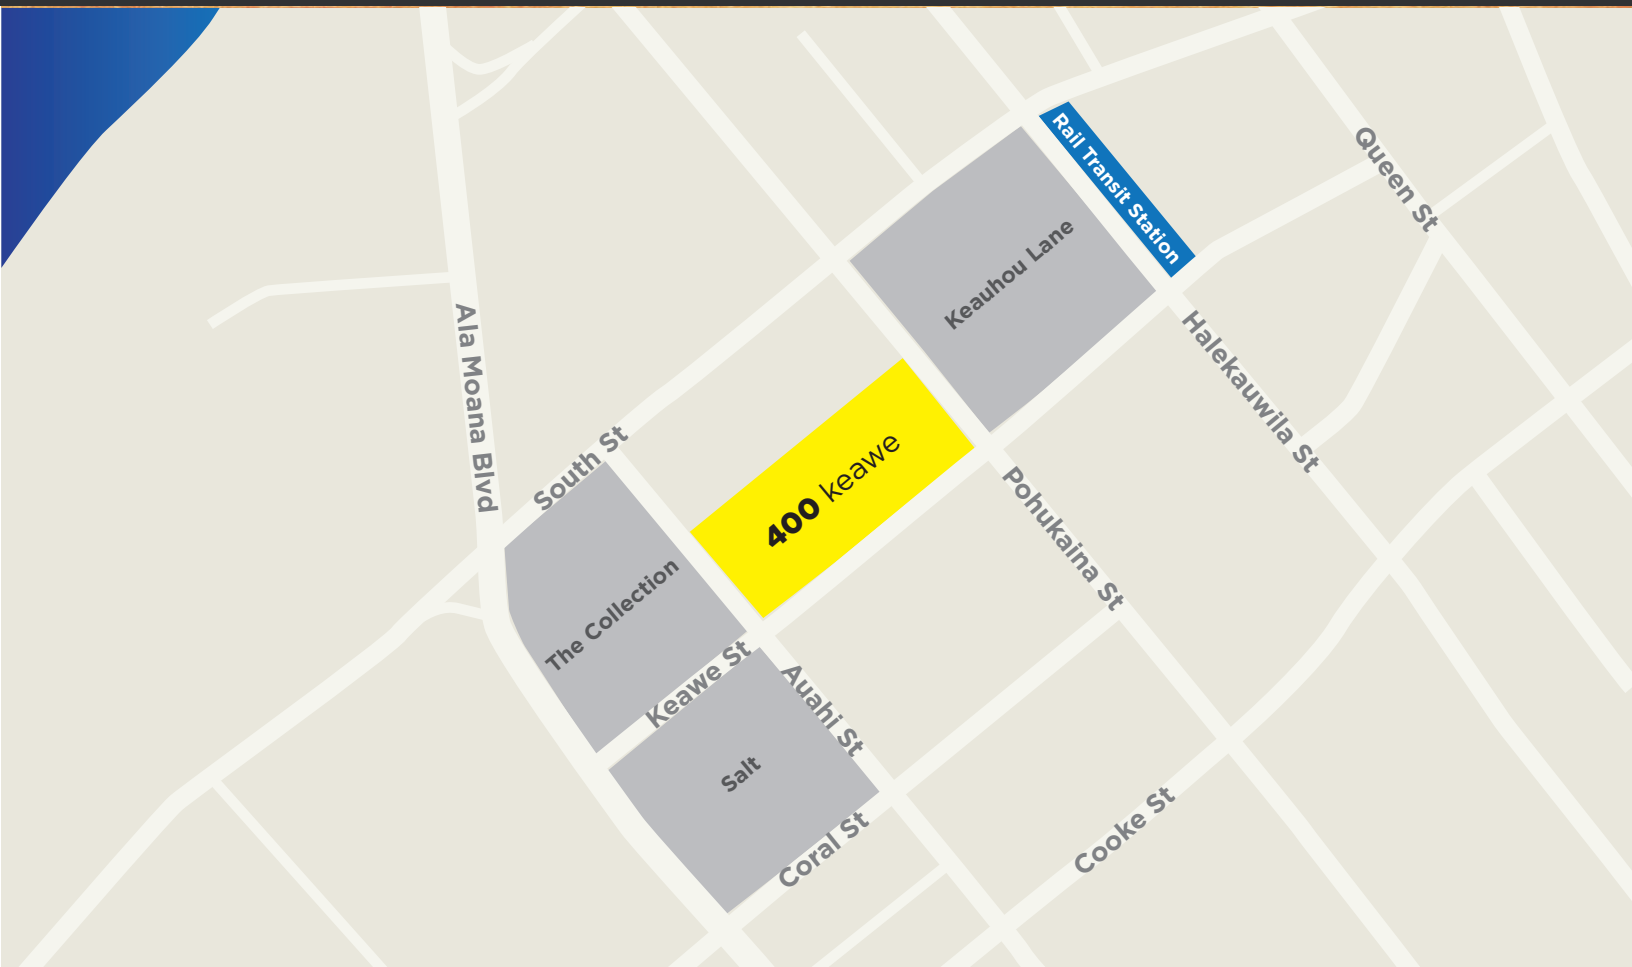 Rail Transit Station
Queen St
Keauhou Lane
Ala Moana Blvd
Halekauwila St
South St
400 keawe
Pohukaina St
The Collection
Keawe St
Auahi St
Salt
Coral St
Cooke St